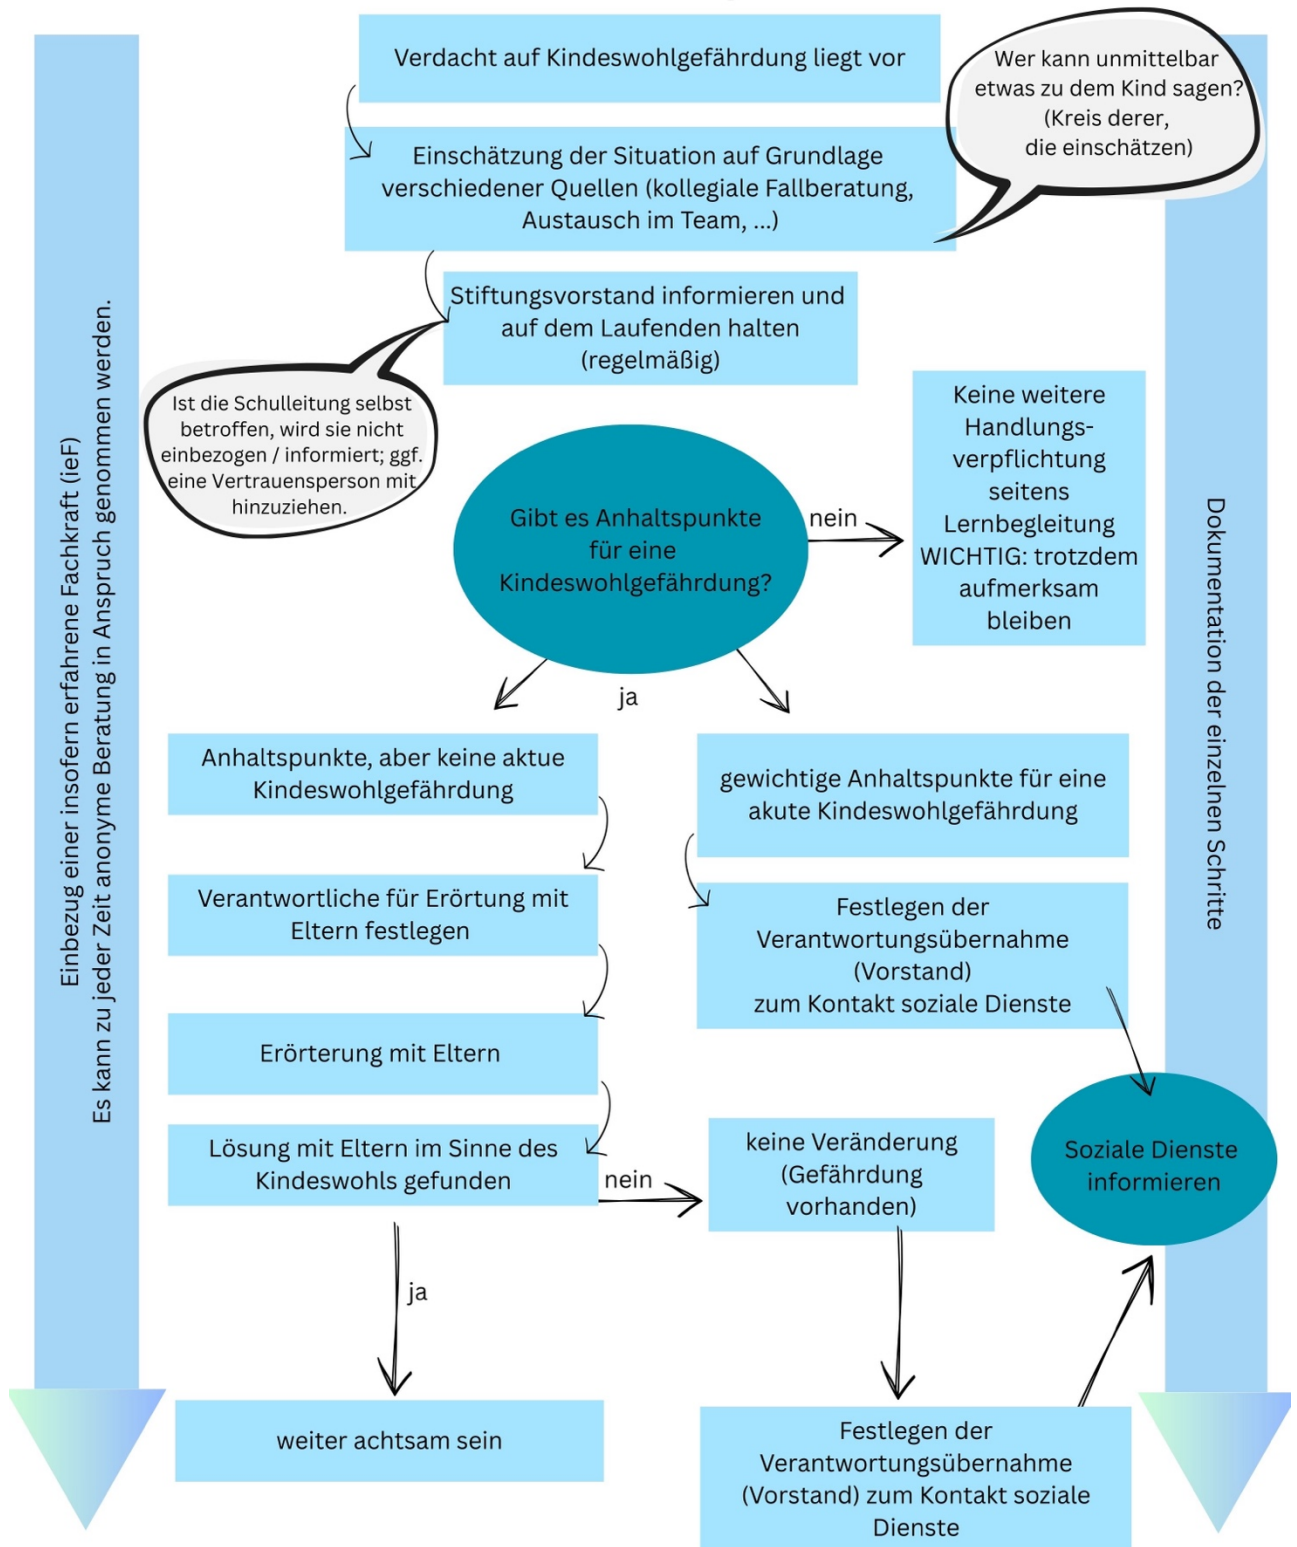 Verdacht auf Kindeswohlgefährdung liegt vor
Wer kann unmittelbar
etwas zu dem Kind sagen?
(Kreis derer,
die einschätzen)
Einschätzung der Situation auf Grundlage
verschiedener Quellen (kollegiale Fallberatung,
Austausch im Team, ...)
Stiftungsvorstand informieren und
auf dem Laufenden halten
(regelmäßig)
Ist die Schulleitung selbst
betroffen, wird sie nicht
einbezogen / informiert; ggf.
eine Vertrauensperson mit
hinzuziehen.
Gibt es Anhaltspunkte
für eine
Kindeswohlgefährdung?
nein
Keine weitere
Handlungs-
verpflichtung
seitens
Lernbegleitung
WICHTIG: trotzdem
aufmerksam
bleiben
ja
Anhaltspunkte, aber keine aktue
Kindeswohlgefährdung
gewichtige Anhaltspunkte für eine
akute Kindeswohlgefährdung
Verantwortliche für Erörtung mit
Eltern festlegen
Festlegen der
Verantwortungsübernahme
(Vorstand)
zum Kontakt soziale Dienste
Erörterung mit Eltern
Lösung mit Eltern im Sinne des
Kindeswohls gefunden
nein
keine Veränderung
(Gefährdung
vorhanden)
Soziale Dienste
informieren
ja
weiter achtsam sein
Festlegen der
Verantwortungsübernahme
(Vorstand) zum Kontakt soziale
Dienste
Einbezug einer insofern erfahrene Fachkraft (ieF)
Es kann zu jeder Zeit anonyme Beratung in Anspruch genommen werden.
Dokumentation der einzelnen Schritte